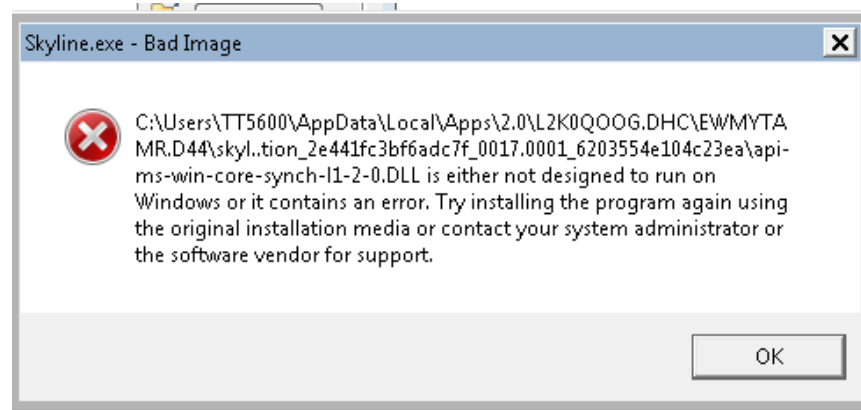 Skyline.exe - Bad Image
C:\Users\TT5600\AppData\Local\Apps\2.0\L2K0QOOG.DHC\EWMYTA
MR.D44\skyl..tion_2e441fc3bf6adc7f_0017.0001_6203554e104c23ea\api-
ms-win-core-synch-l1-2-0.DLL is either not designed to run on
Windows or it contains an error. Try installing the program again using
the original installation media or contact your system administrator or
the software vendor for support.
OK